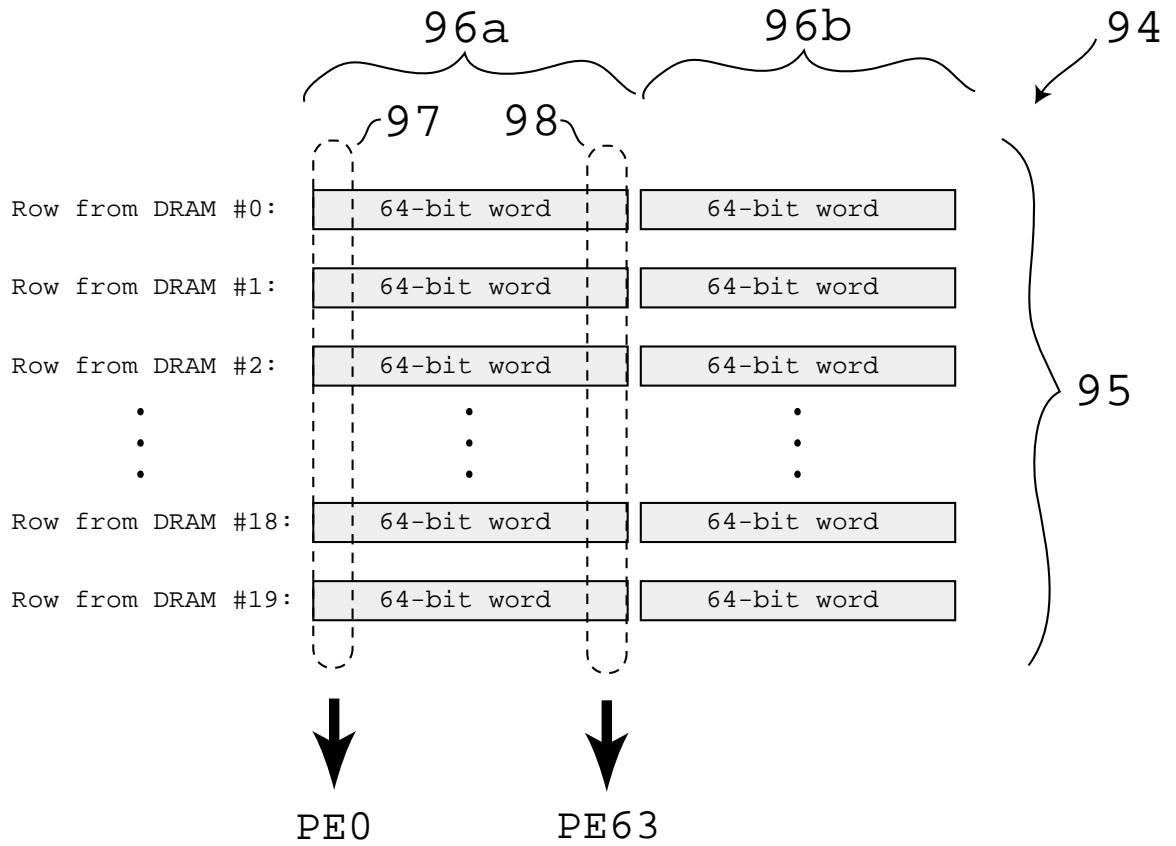 96a 96b 94
97 98
Row from DRAM #0: 64-bit word 64-bit word
Row from DRAM #1: 64-bit word 64-bit word
Row from DRAM #2: 64-bit word 64-bit word
95
Row from DRAM #18: 64-bit word 64-bit word
Row from DRAM #19: 64-bit word 64-bit word
PE0 PE63